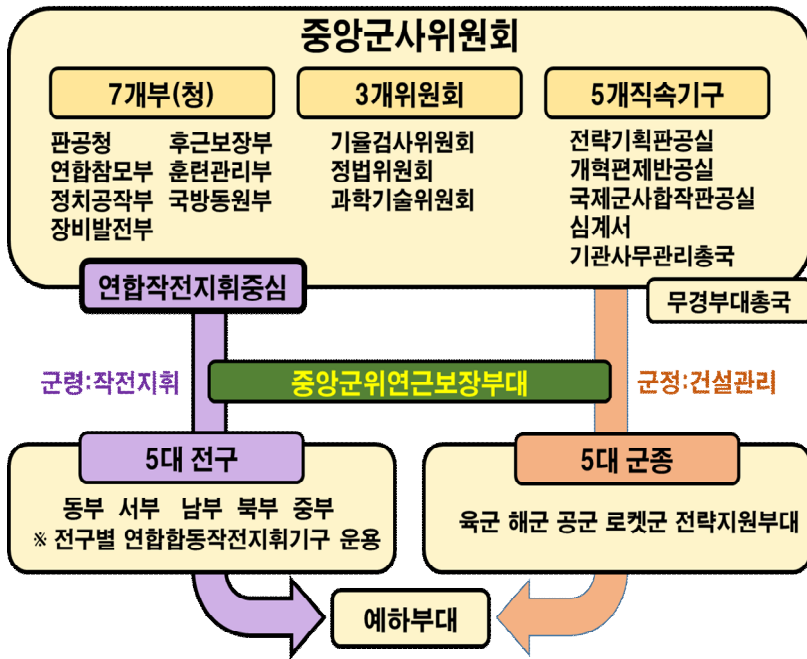 중앙군사위원회
7개부(청)
판공청 후근보장부
연합참모부 훈련관리부
정치공작부 국방동원부
장비발전부
3개위원회
기율검사위원회
정법위원회
과학기술위원회
5개직속기구
전략기획판공실
개혁편제반공실
국제군사합작판공실
심계서
기관사무관리총국
연합작전지휘중심
무경부대총국
군령:작전지휘
중앙군위연근보장부대
군정:건설관리
5대 전구
동부 서부 남부 북부 중부
※ 전구별 연합합동작전지휘기구 운용
5대 군종
육군 해군 공군 로켓군 전략지원부대
예하부대